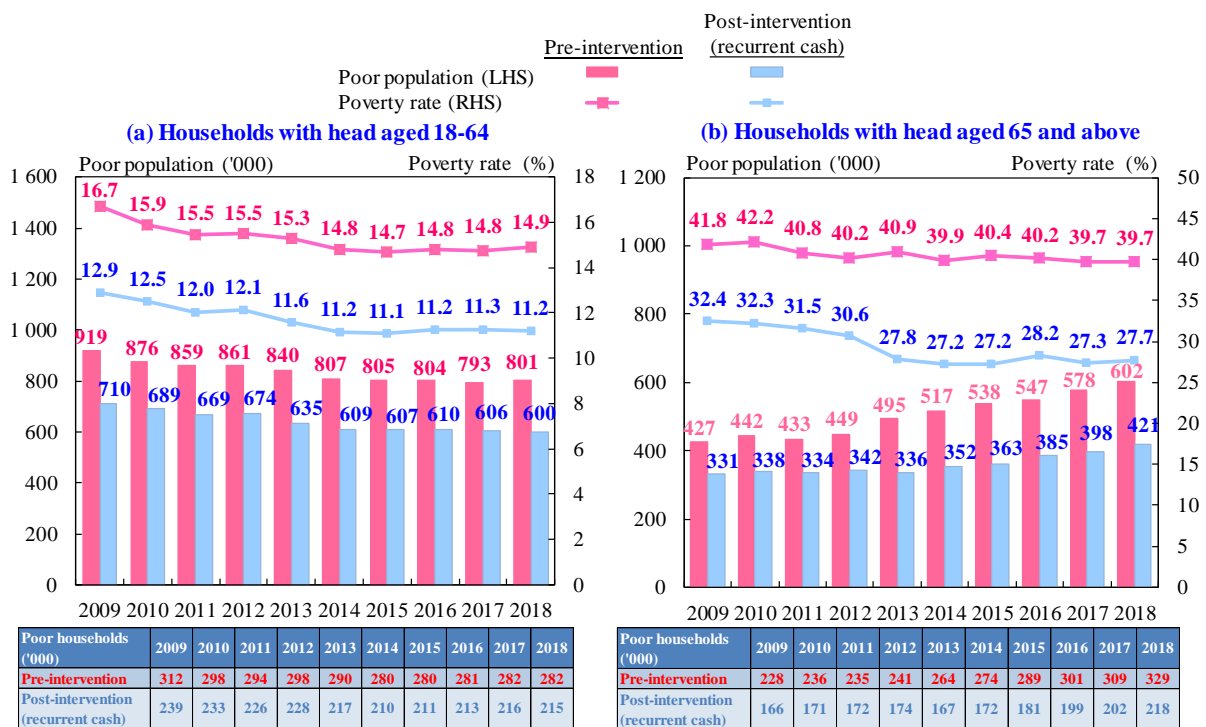 Pre-intervention
Post-intervention
(recurrent cash)
Poor population (LHS)
Poverty rate (RHS)
(a) Households with head aged 18-64
Poor population ('000) Poverty rate (%)
1 600
1 400
1 200
1 000
800
600
400
200
0
18
16
14
12
10
8
6
4
2
0
16.7 15.9 15.5 15.5 15.3 14.8 14.7 14.8 14.8 14.9
12.9 12.5 12.0 12.1 11.6 11.2 11.1 11.2 11.3 11.2
919 876 859 861 840 807 805 804 793 801
710 689 669 674 635 609 607 610 606 600
2009 2010 2011 2012 2013 2014 2015 2016 2017 2018
Poor households ('000) 2009 2010 2011 2012 2013 2014 2015 2016 2017 2018
Pre-intervention 312 298 294 298 290 280 280 281 282 282
Post-intervention (recurrent cash) 239 233 226 228 217 210 211 213 216 215
(b) Households with head aged 65 and above
Poor population ('000) Poverty rate (%)
1 200
1 000
800
600
400
200
0
50
45
40
35
30
25
20
15
10
5
0
41.8 42.2 40.8 40.2 40.9 39.9 40.4 40.2 39.7 39.7
32.4 32.3 31.5 30.6 27.8 27.2 27.2 28.2 27.3 27.7
427 442 433 449 495 517 538 547 578 602
331 338 334 342 336 352 363 385 398 421
2009 2010 2011 2012 2013 2014 2015 2016 2017 2018
Poor households ('000) 2009 2010 2011 2012 2013 2014 2015 2016 2017 2018
Pre-intervention 228 236 235 241 264 274 289 301 309 329
Post-intervention (recurrent cash) 166 171 172 174 167 172 181 199 202 218